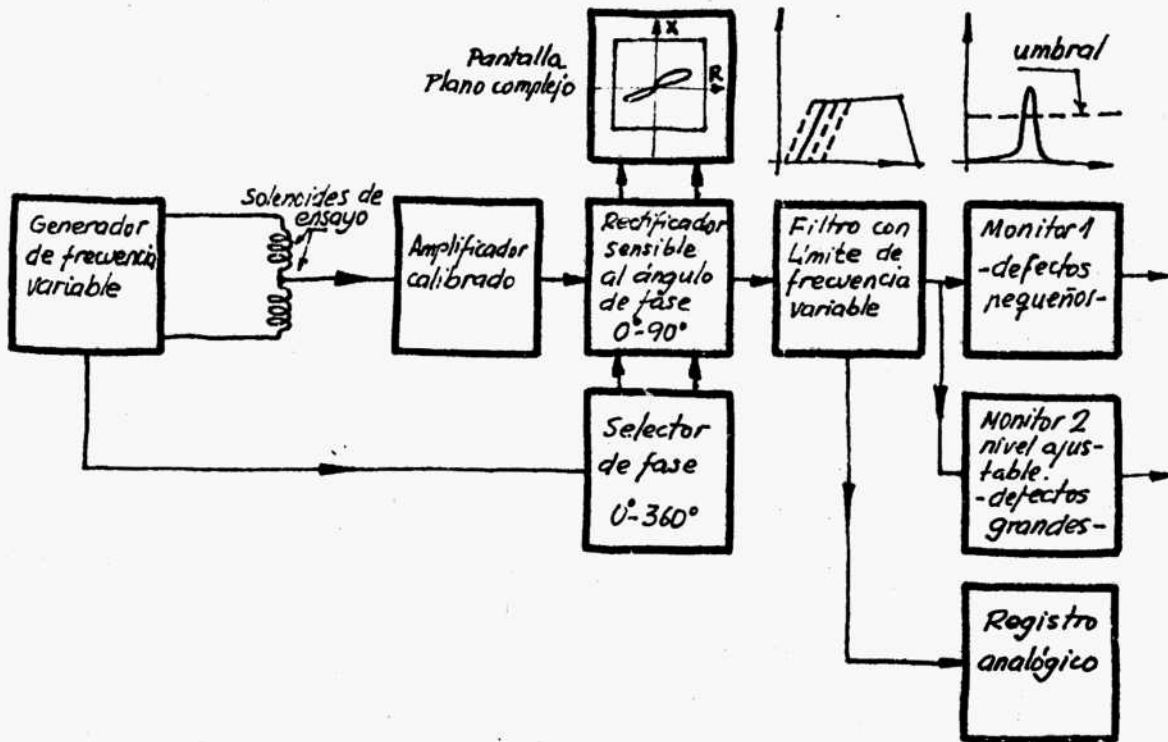 Pantalla
Plano complejo
X
R
umbral
Generador
de frecuencia
variable
Solenoides de
ensayo
Amplificador
calibrado
Rectificador
sensible
al ángulo
de fase
0°-90°
Filtro con
Límite de
frecuencia
variable
Monitor 1
-defectos
pequeños-
Selector
de fase
0°-360°
Monitor 2
nivel ajus-
table.
-defectos
grandes-
Registro
analógico